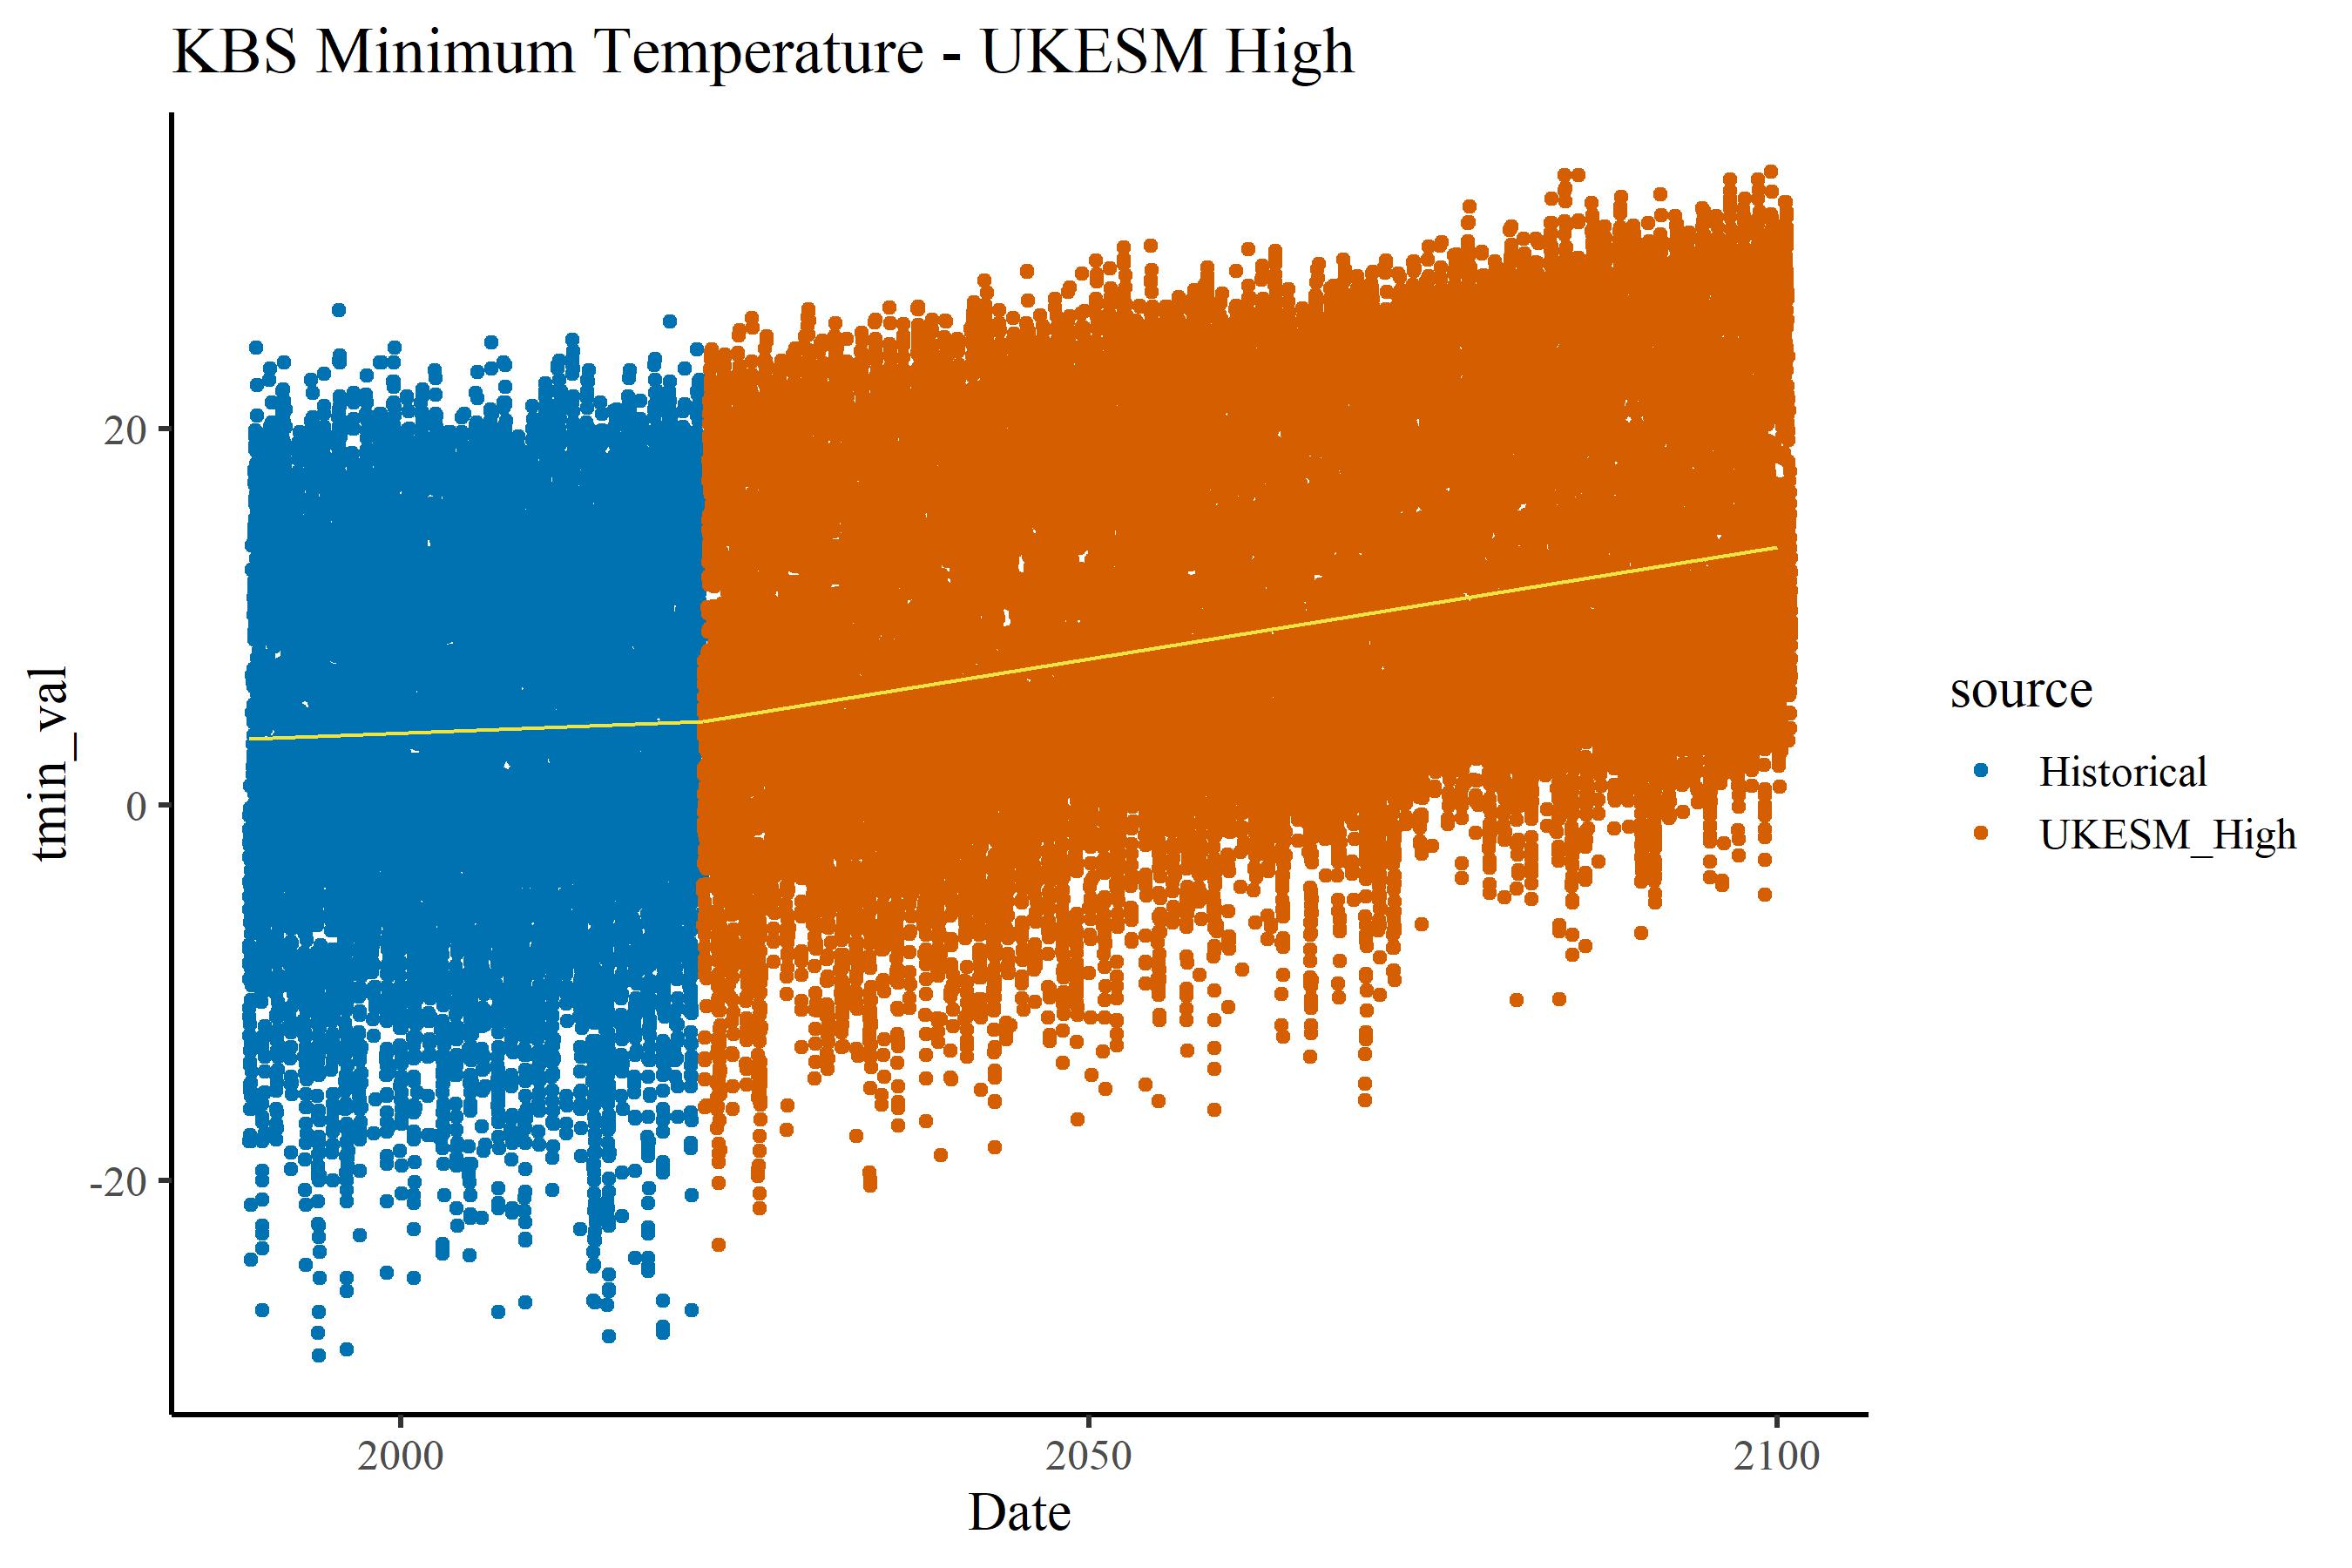 KBS Minimum Temperature - UKESM High
tmin_val
20
0
-20
2000
2050
2100
Date
source
Historical
UKESM_High